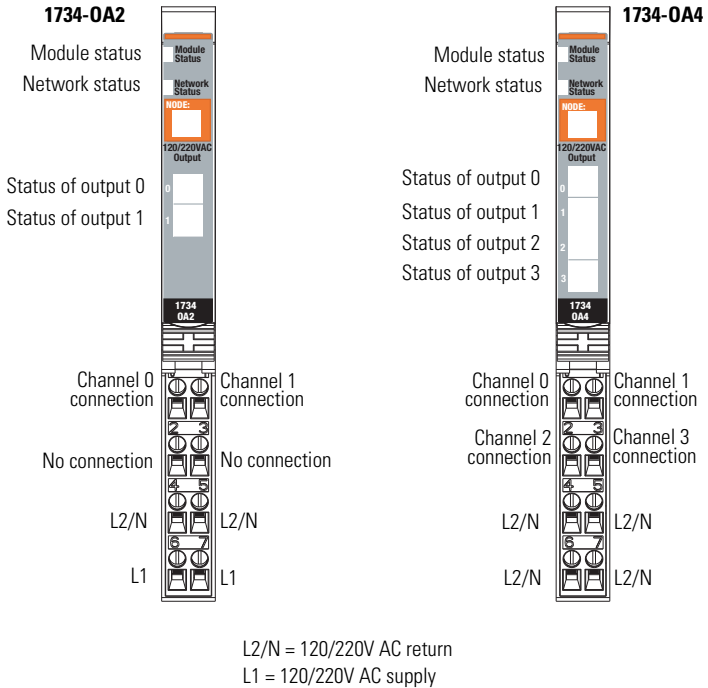 1734-OA2
Module status
Network status
Module
Status
Network
Status
NODE:
120/220VAC
Output
Status of output 0
0
Status of output 1
1
1734
OA2
Channel 0
connection
Channel 1
connection
2 3
No connection
No connection
4 5
L2/N
L2/N
6 7
L1
L1
1734-OA4
Module status
Network status
Module
Status
Network
Status
NODE:
120/220VAC
Output
Status of output 0
0
Status of output 1
1
Status of output 2
2
Status of output 3
3
1734
OA4
Channel 0
connection
Channel 1
connection
2 3
Channel 2
connection
Channel 3
connection
4 5
L2/N
L2/N
6 7
L2/N
L2/N
L2/N = 120/220V AC return
L1 = 120/220V AC supply